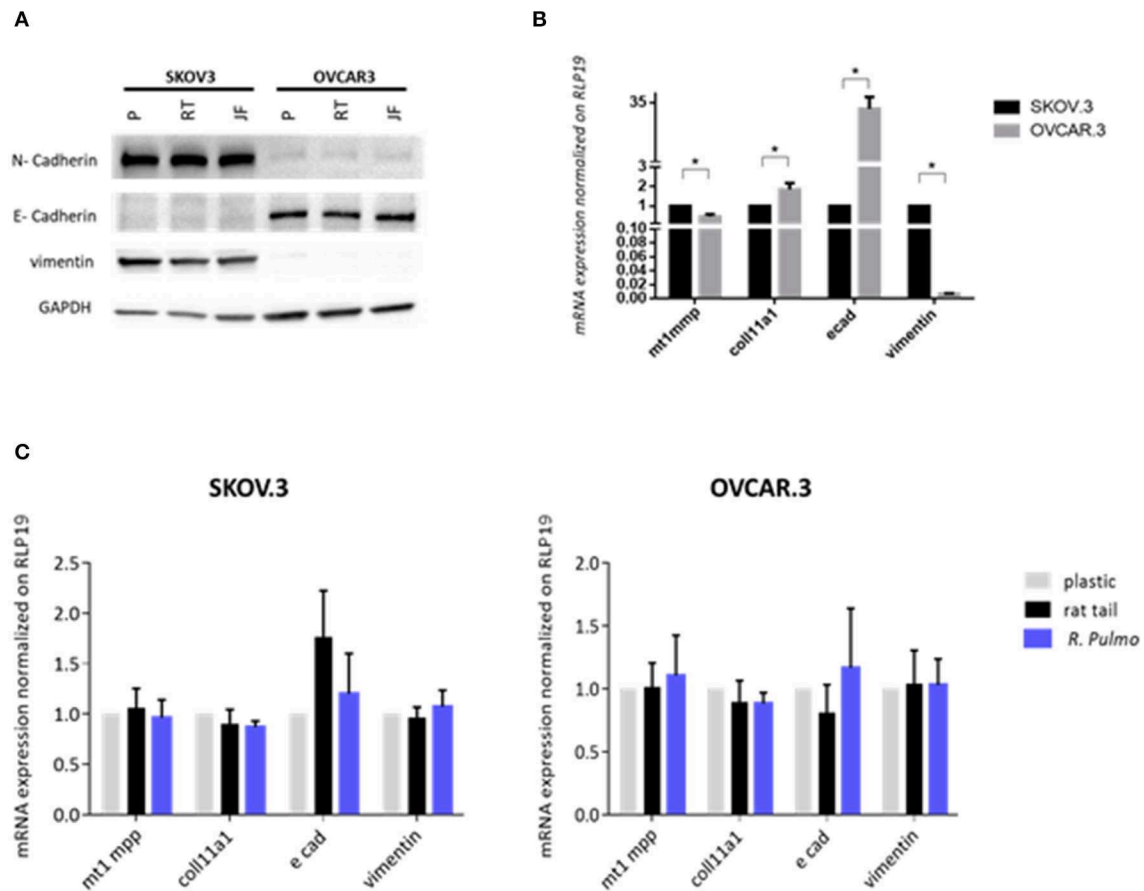 A
SKOV3 OVCAR3
P RT JF P RT JF
N- Cadherin
E- Cadherin
vimentin
GAPDH
B
mRNA expression normalized on RLP19
35
3
2
1
0.10
0.08
0.06
0.04
0.02
0.00
* * * *
mt1mmp coll11a1 ecad vimentin
SKOV.3
OVCAR.3
C
SKOV.3
mRNA expression normalized on RLP19
2.5
2.0
1.5
1.0
0.5
0.0
mt1 mpp coll11a1 e cad vimentin
OVCAR.3
mRNA expression normalized on RLP19
2.0
1.5
1.0
0.5
0.0
mt1 mpp coll11a1 e cad vimentin
plastic
rat tail
R. Pulmo